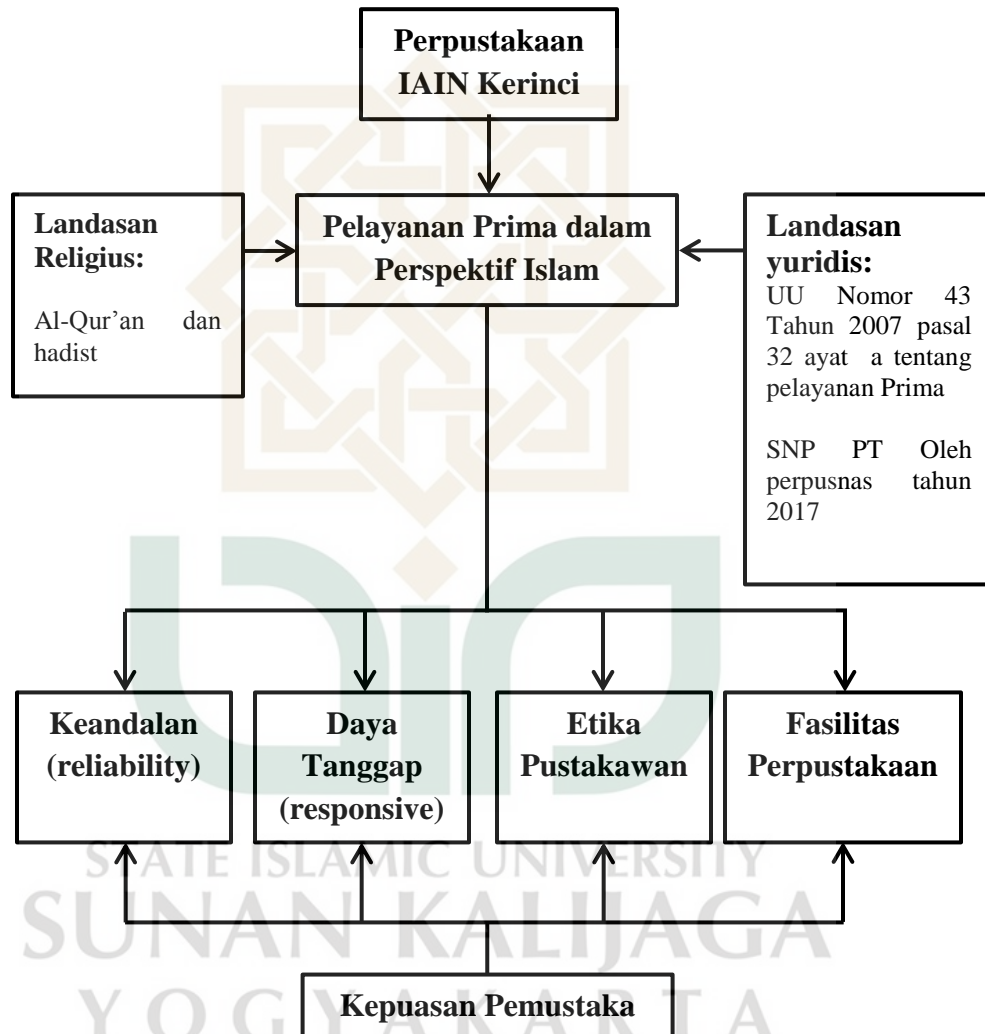 Perpustakaan
IAIN Kerinci
Landasan
Religius:
Al-Qur’an dan
hadist
Pelayanan Prima dalam
Perspektif Islam
Landasan
yuridis:
UU Nomor 43
Tahun 2007 pasal
32 ayat a tentang
pelayanan Prima
SNP PT Oleh
perpusnas tahun
2017
Keandalan
(reliability)
Daya
Tanggap
(responsive)
Etika
Pustakawan
Fasilitas
Perpustakaan
STATE ISLAMIC UNIVERSITY
SUNAN KALIJAGA
YOGYAKARTA
Kepuasan Pemustaka